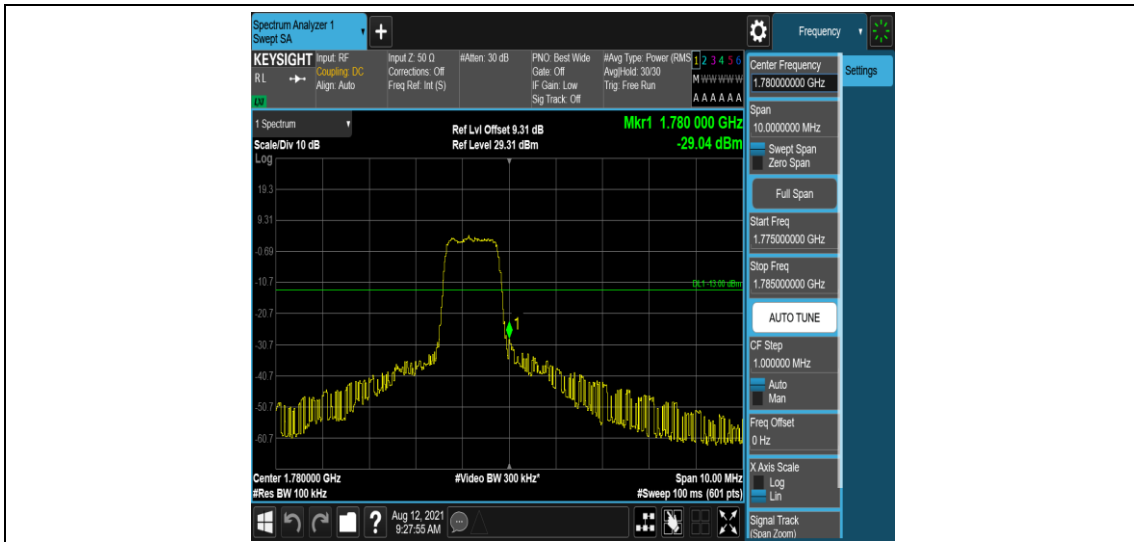 Spectrum Analyzer 1
Swept SA
+
Frequency
KEYSIGHT
RL
LM
Input: RF
Coupling: DC
Align: Auto
Input Z: 50 Ω
Corrections: Off
Freq Ref: Int (S)
#Atten: 30 dB
PNO: Best Wide
Gate: Off
IF Gain: Low
Sig Track: Off
#Avg Type: Power (RMS
Avg|Hold: 30/30
Trig: Free Run
1 2 3 4 5 6
M W W W W W
A A A A A A
1 Spectrum
Scale/Div 10 dB
Ref Lvl Offset 9.31 dB
Ref Level 29.31 dBm
Mkr1 1.780 000 GHz
-29.04 dBm
Log
19.3
9.31
-0.69
-10.7
-20.7
-30.7
-40.7
-50.7
-60.7
DL1 -13.00 dBm
1
Center 1.780000 GHz
#Res BW 100 kHz
#Video BW 300 kHz*
Span 10.00 MHz
#Sweep 100 ms (601 pts)
Center Frequency
1.780000000 GHz
Settings
Span
10.0000000 MHz
Swept Span
Zero Span
Full Span
Start Freq
1.775000000 GHz
Stop Freq
1.785000000 GHz
AUTO TUNE
CF Step
1.000000 MHz
Auto
Man
Freq Offset
0 Hz
X Axis Scale
Log
Lin
Signal Track
(Span Zoom)
?
Aug 12, 2021
9:27:55 AM